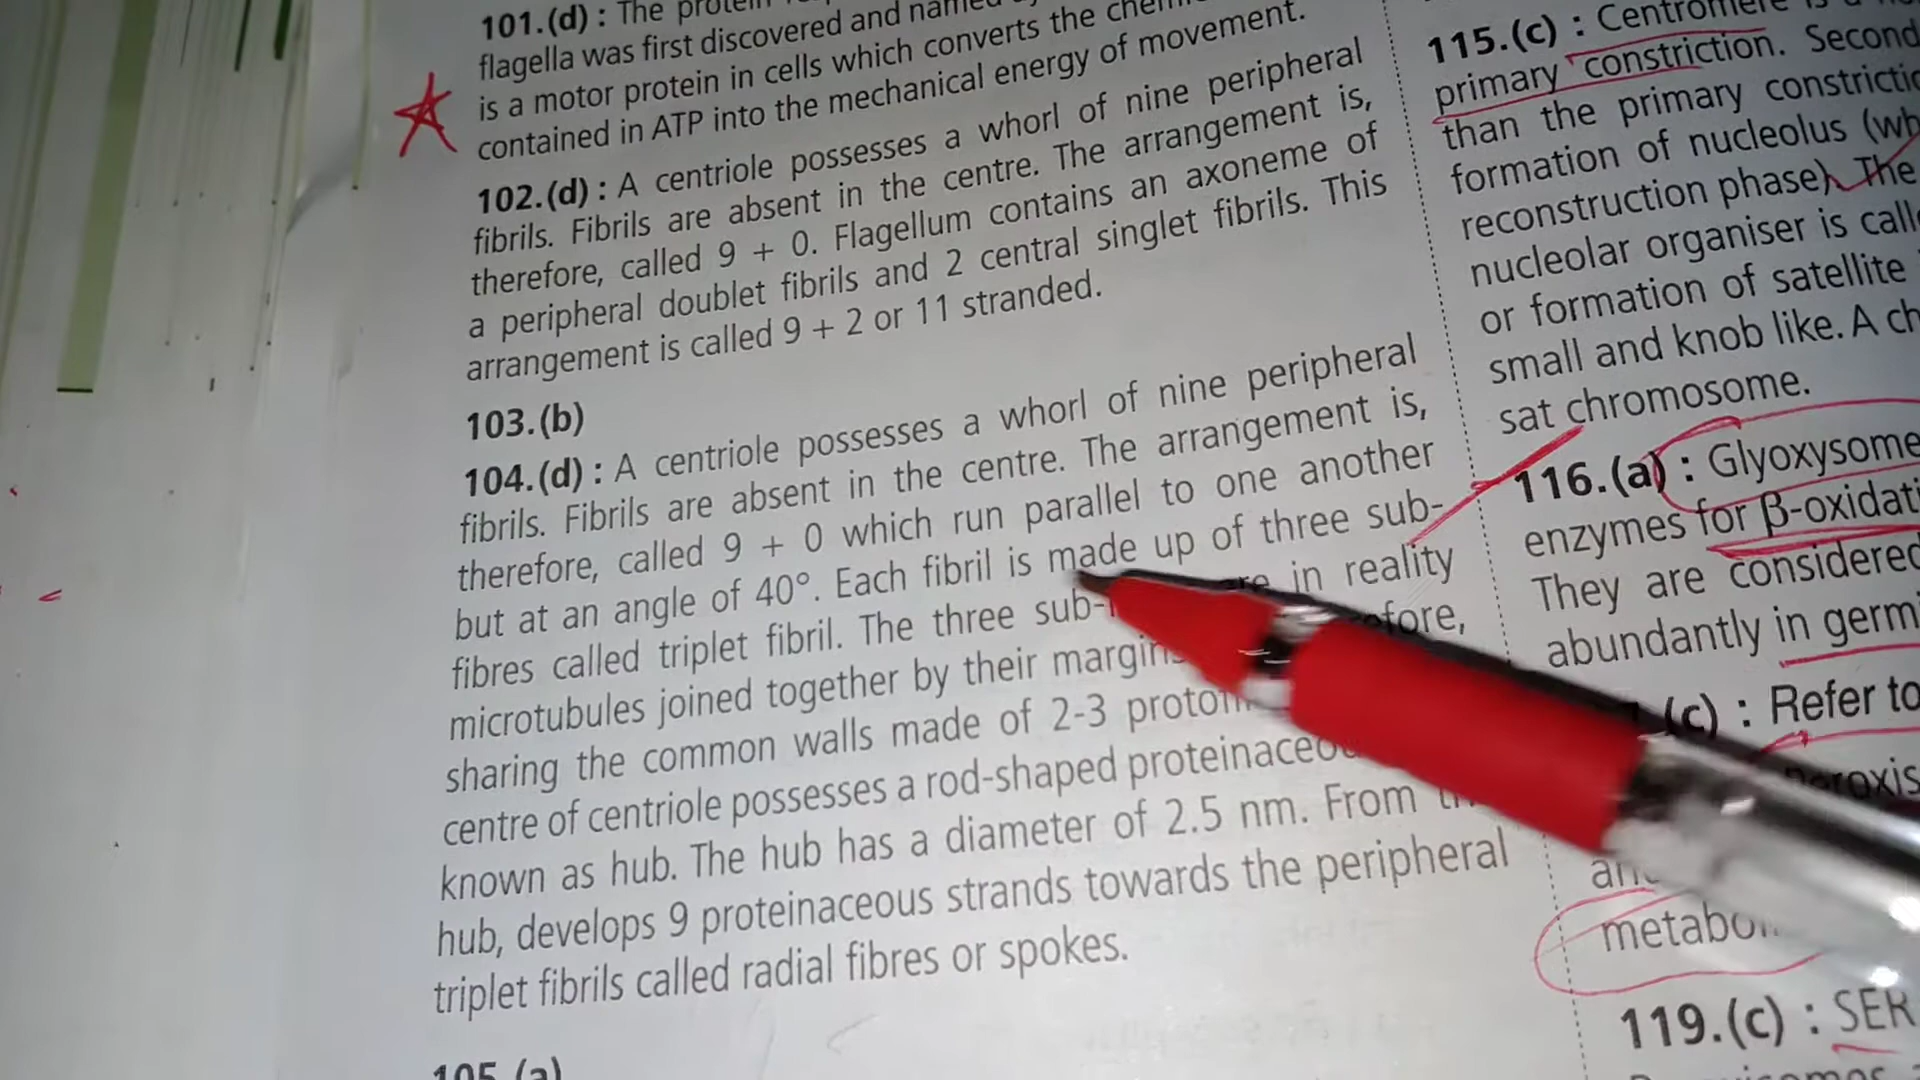 101.(d) : The protein
flagella was first discovered and named
is a motor protein in cells which converts the
contained in ATP into the mechanical energy of movement.
102.(d) : A centriole possesses a whorl of nine peripheral
fibrils. Fibrils are absent in the centre. The arrangement is,
therefore, called 9 + 0. Flagellum contains an axoneme of
a peripheral doublet fibrils and 2 central singlet fibrils. This
arrangement is called 9 + 2 or 11 stranded.
103.(b)
104.(d) : A centriole possesses a whorl of nine peripheral
fibrils. Fibrils are absent in the centre. The arrangement is,
therefore, called 9 + 0 which run parallel to one another
but at an angle of 40°. Each fibril is made up of three sub-
fibres called triplet fibril. The three sub- in reality
microtubules joined together by their margins
sharing the common walls made of 2-3
centre of centriole possesses a rod-shaped
known as hub. The hub has a diameter of 2.5 nm. From
hub, develops 9 proteinaceous strands towards the peripheral
triplet fibrils called radial fibres or spokes.
105.(a)
115.(c) : Centromere is a
primary constriction. Second
than the primary
formation of nucleolus
reconstruction phase). The
nucleolar organiser is
or formation of satellite
small and knob like. A
sat chromosome.
116.(a) : Glyoxysome
enzymes for
They are considered
abundantly in
(c) : Refer to
119.(c) : SER